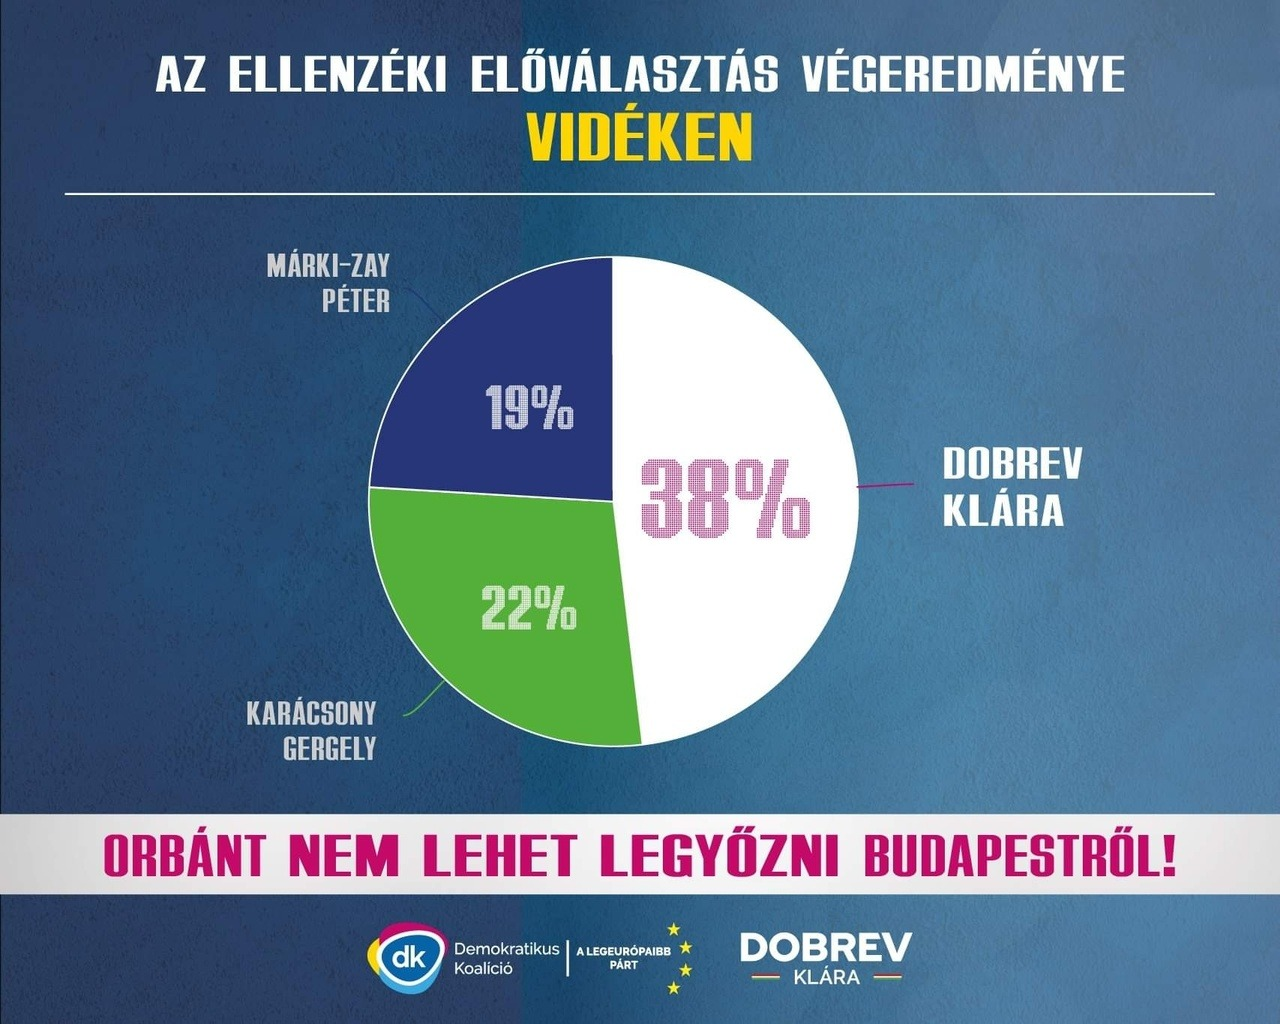 AZ ELLENZÉKI ELŐVÁLASZTÁS VÉGEREDMÉNYE
VIDÉKEN
MÁRKI-ZAY
PÉTER
19%
38%
DOBREV
KLÁRA
22%
KARÁCSONY
GERGELY
ORBÁNT NEM LEHET LEGYŐZNI BUDAPESTRŐL!
dk
Demokratikus
Koalíció
A LEGEURÓPAIBB
PÁRT
DOBREV
KLÁRA